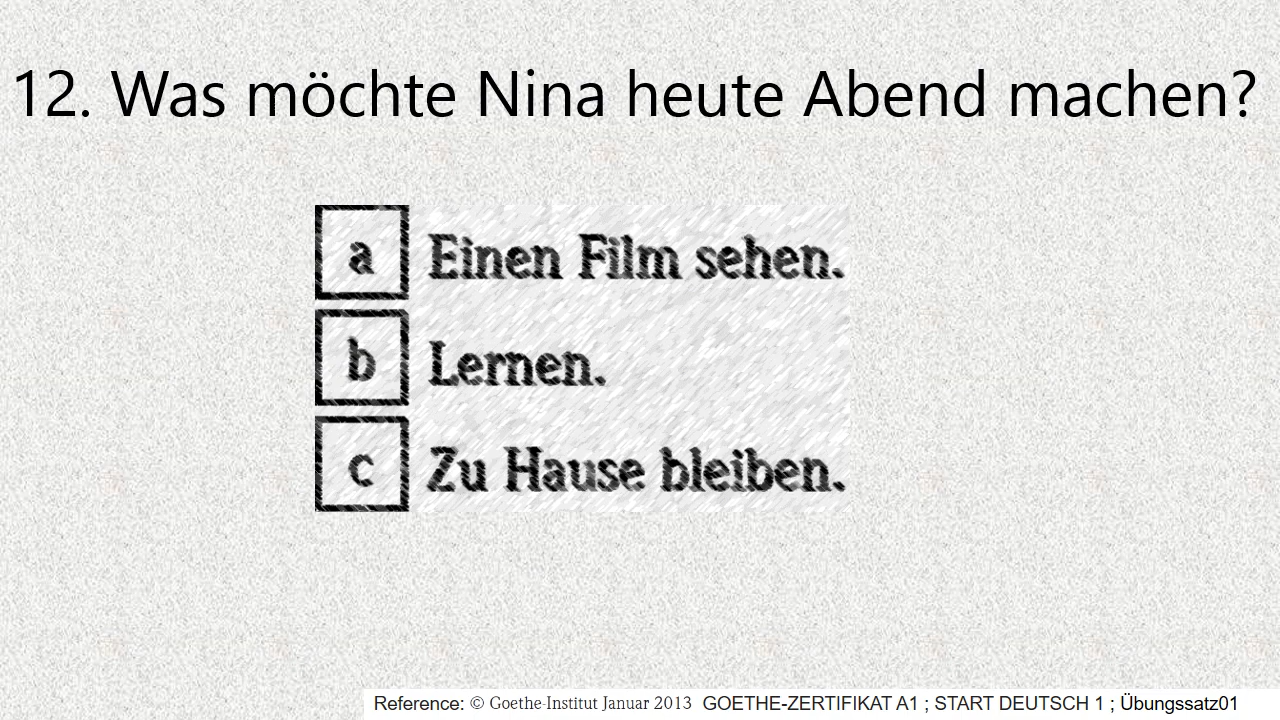 12. Was möchte Nina heute Abend machen?
a Einen Film sehen.
b Lernen.
c Zu Hause bleiben.
Reference: © Goethe-Institut Januar 2013 GOETHE-ZERTIFIKAT A1 ; START DEUTSCH 1 ; Übungssatz01